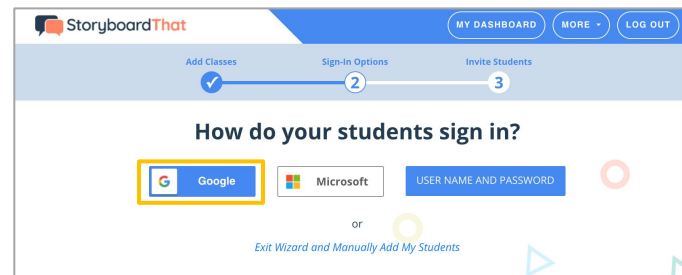 StoryboardThat
MY DASHBOARD
MORE
LOG OUT
Add Classes
Sign-In Options
Invite Students
2
3
How do your students sign in?
G Google
Microsoft
USER NAME AND PASSWORD
or
Exit Wizard and Manually Add My Students